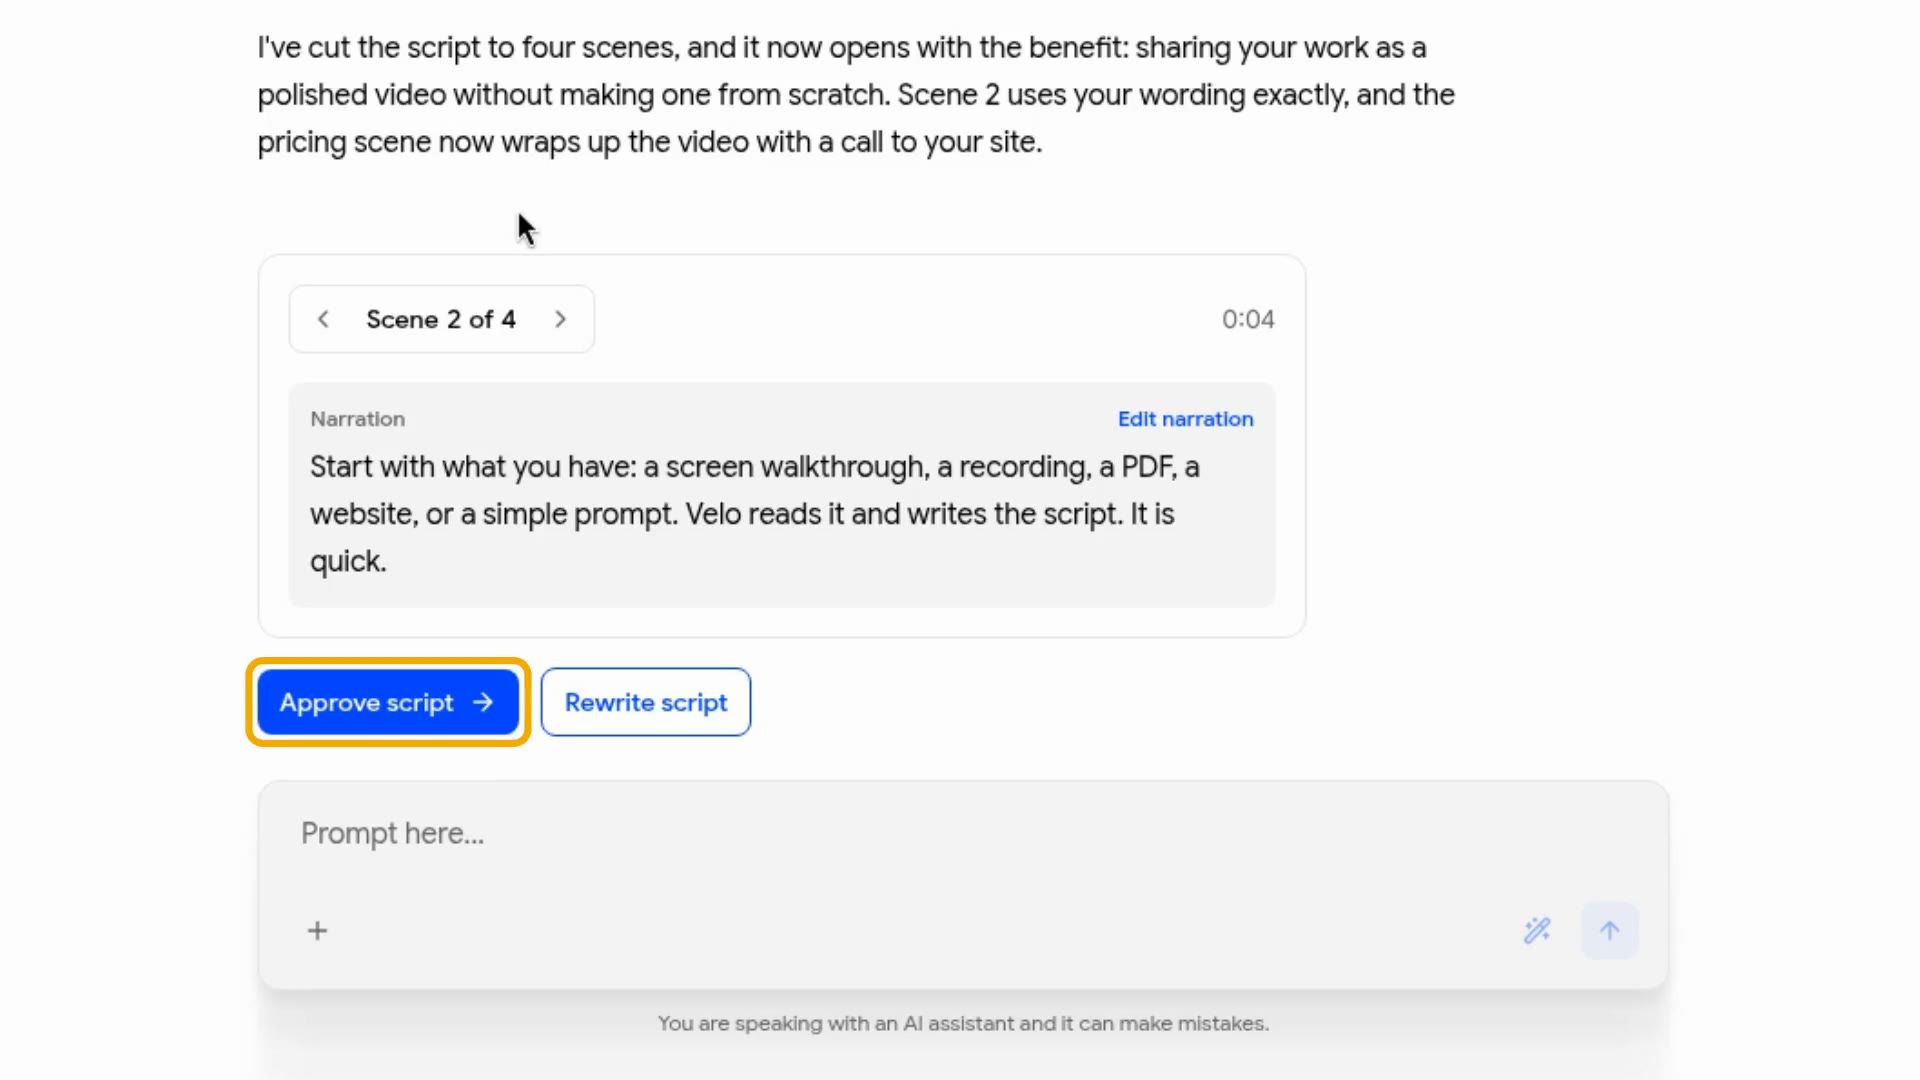 I've cut the script to four scenes, and it now opens with the benefit: sharing your work as a
polished video without making one from scratch. Scene 2 uses your wording exactly, and the
pricing scene now wraps up the video with a call to your site.
Scene 2 of 4
0:04
Narration
Edit narration
Start with what you have: a screen walkthrough, a recording, a PDF, a
website, or a simple prompt. Velo reads it and writes the script. It is
quick.
Approve script
Rewrite script
Prompt here...
You are speaking with an AI assistant and it can make mistakes.